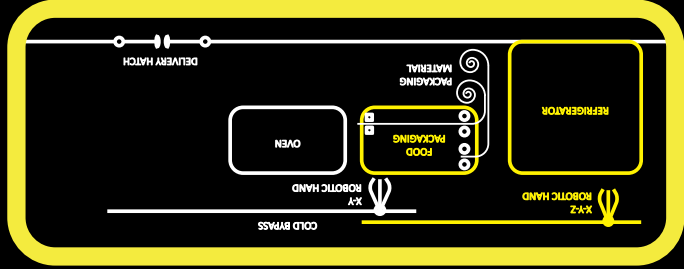 COLD BYPASS
X-Y-Z
ROBOTIC HAND
X-Y
ROBOTIC HAND
FOOD
PACKAGING
OVEN
REFRIGERATOR
PACKAGING
MATERIAL
DELIVERY HATCH